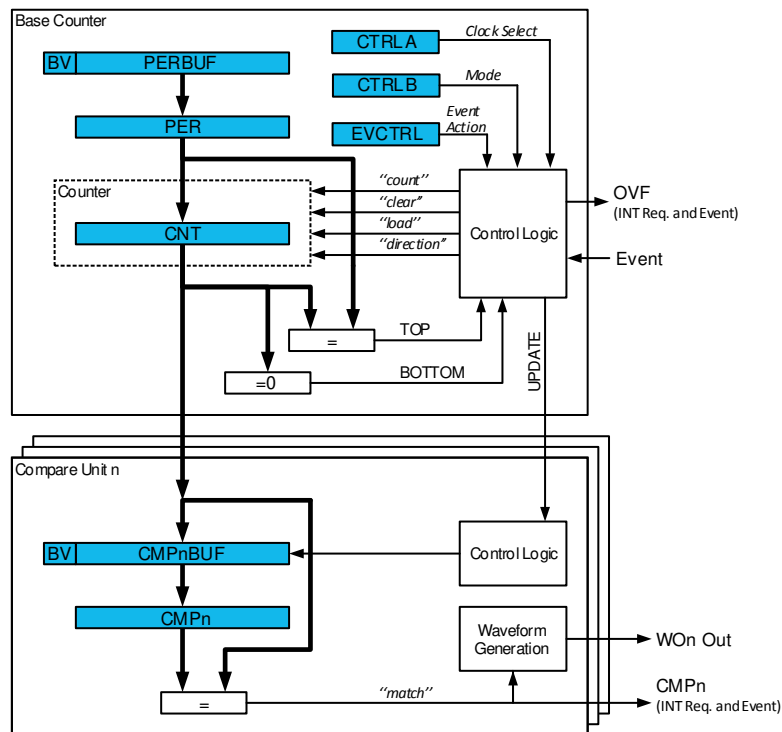 Base Counter
CTRLA
Clock Select
BV
PERBUF
CTRLB
Mode
PER
EVCTRL
Event
Action
Counter
“count”
“clear”
“load”
“direction”
CNT
Control Logic
OVF
(INT Req. and Event)
Event
=
TOP
=0
BOTTOM
UPDATE
Compare Unit n
BV
CMPnBUF
Control Logic
CMPn
Waveform
Generation
WOn Out
=
“match”
CMPn
(INT Req. and Event)